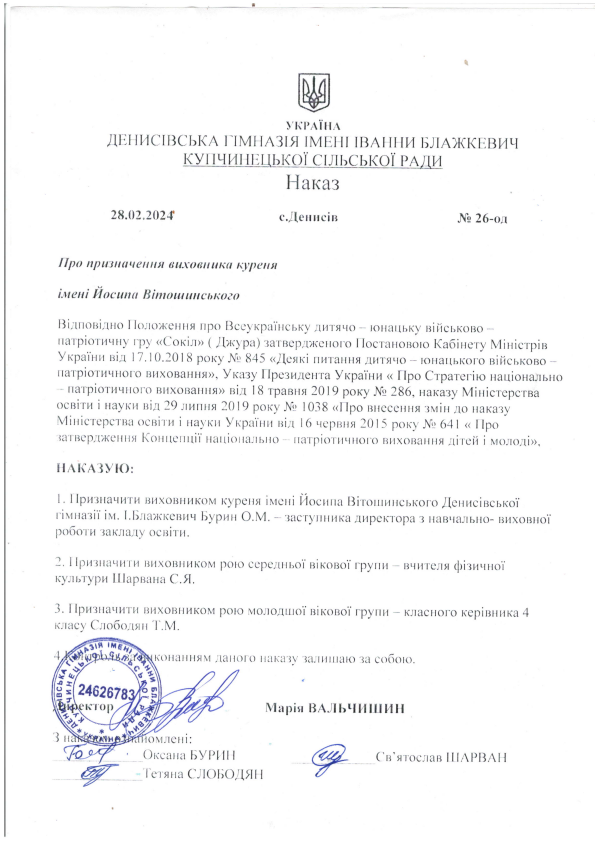 УКРАЇНА
ДЕНИСІВСЬКА ГІМНАЗІЯ ІМЕНІ ІВАННИ БЛАЖКЕВИЧ
КУПЧИНЕЦЬКОЇ СІЛЬСЬКОЇ РАДИ
Наказ
28.02.2024 с.Денисів № 26-од
Про призначення виховника куреня
імені Йосипа Вітошинського
Відповідно Положення про Всеукраїнську дитячо – юнацьку військово –
патріотичну гру «Сокіл» ( Джура) затвердженого Постановою Кабінету Міністрів
України від 17.10.2018 року № 845 «Деякі питання дитячо – юнацького військово –
патріотичного виховання», Указу Президента України « Про Стратегію національно
– патріотичного виховання» від 18 травня 2019 року № 286, наказу Міністерства
освіти і науки від 29 липня 2019 року № 1038 «Про внесення змін до наказу
Міністерства освіти і науки України від 16 червня 2015 року № 641 « Про
затвердження Концепції національно – патріотичного виховання дітей і молоді»,
НАКАЗУЮ:
1. Призначити виховником куреня імені Йосипа Вітошинського Денисівської
гімназії ім. І.Блажкевич Бурин О.М. – заступника директора з навчально- виховної
роботи закладу освіти.
2. Призначити виховником рою середньої вікової групи – вчителя фізичної
культури Шарвана С.Я.
3. Призначити виховником рою молодшої вікової групи – класного керівника 4
класу Слободян Т.М.
4. виконанням даного наказу залишаю за собою.
24626783
Директор Марія ВАЛЬЧИШИН
З наказом ознайомлені:
Оксана БУРИН Св’ятослав ШАРВАН
Тетяна СЛОБОДЯН